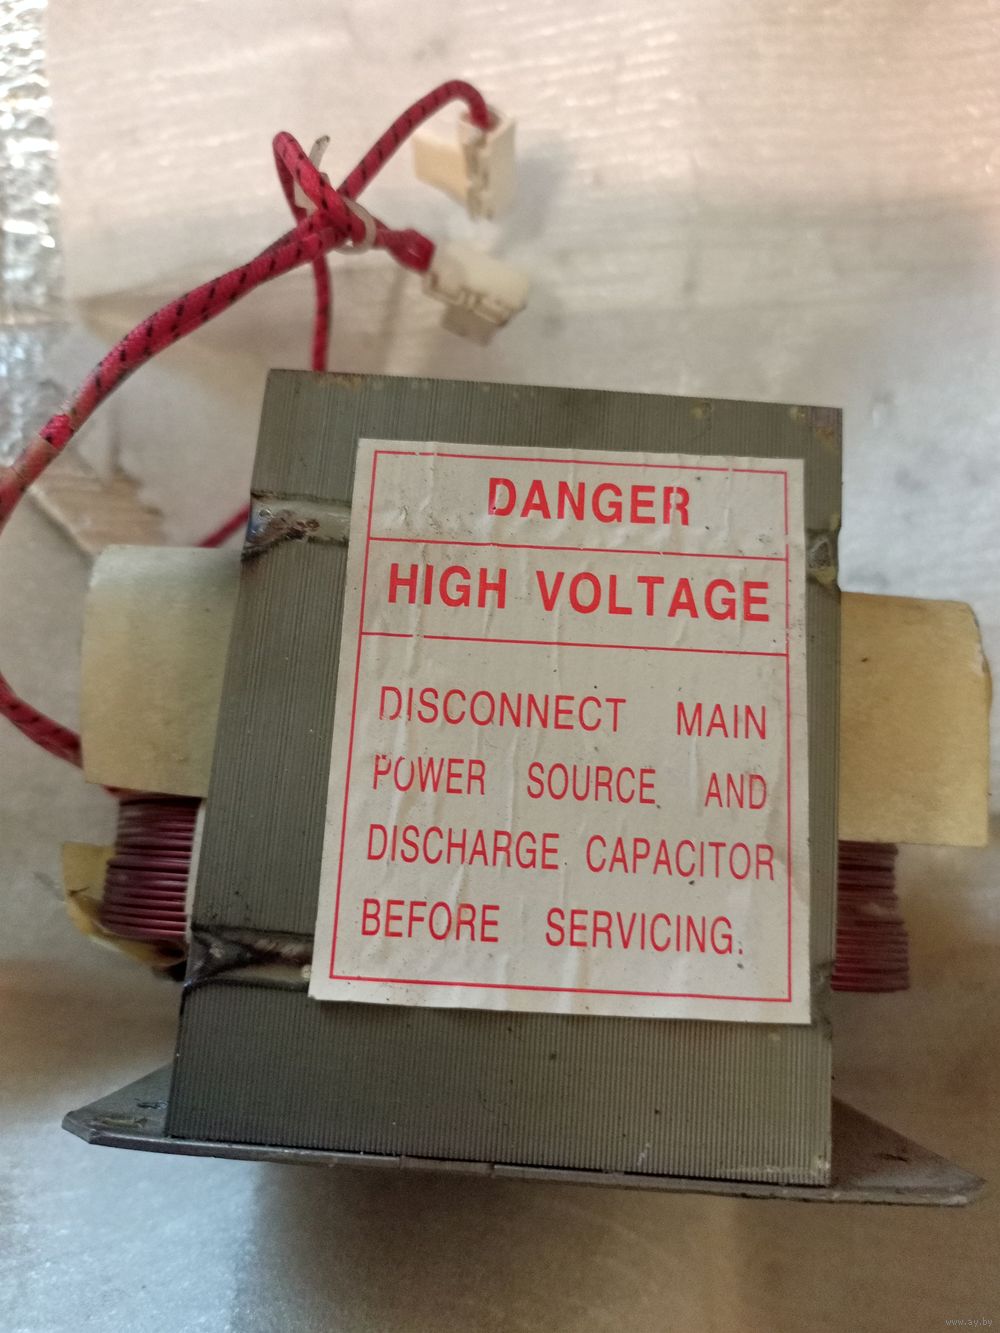 DANGER
HIGH VOLTAGE
DISCONNECT MAIN
POWER SOURCE AND
DISCHARGE CAPACITOR
BEFORE SERVICING.
www.ay.by